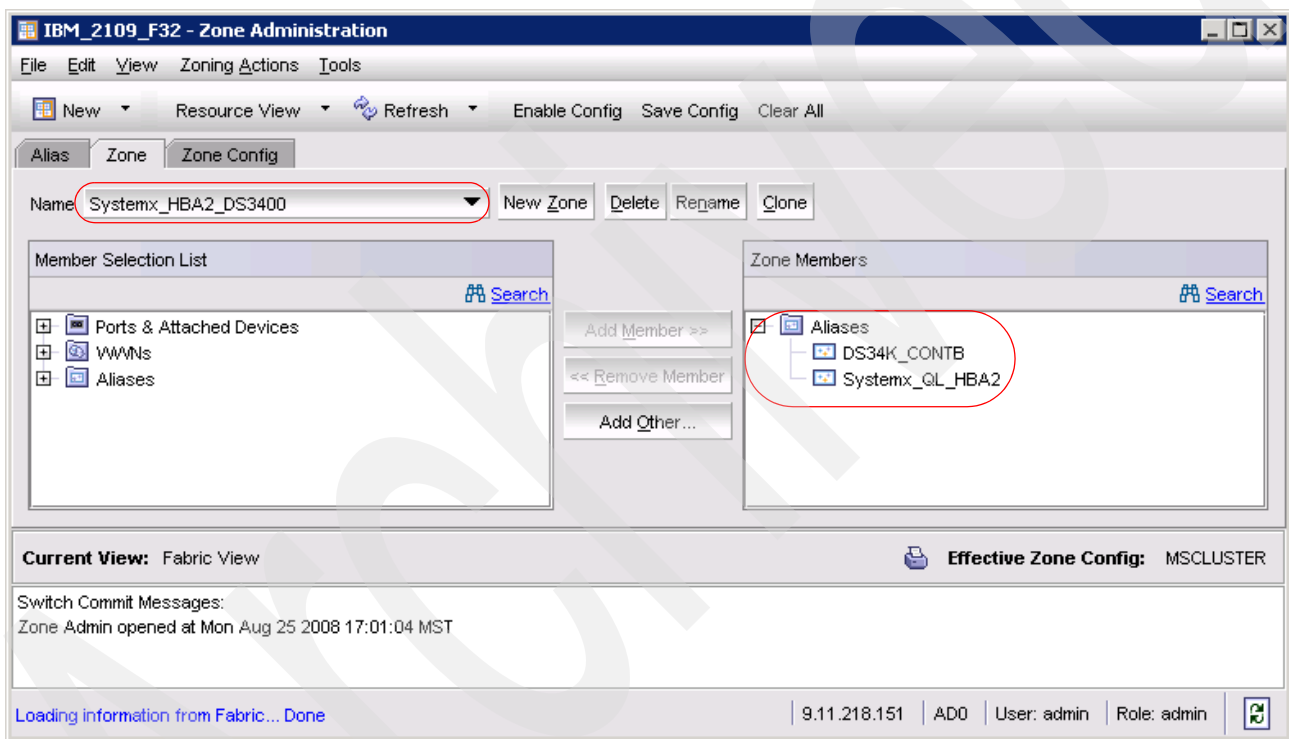 IBM_2109_F32 - Zone Administration
File Edit View Zoning Actions Tools
New Resource View Refresh Enable Config Save Config Clear All
Alias Zone Zone Config
Name Systemx_HBA2_DS3400 New Zone Delete Rename Clone
Member Selection List Zone Members
Search Search
Ports & Attached Devices Add Member >> Aliases
WWNs DS34K_CONTB
Aliases << Remove Member Systemx_QL_HBA2
Add Other...
Current View: Fabric View Effective Zone Config: MSCLUSTER
Switch Commit Messages:
Zone Admin opened at Mon Aug 25 2008 17:01:04 MST
Loading information from Fabric... Done 9.11.218.151 AD0 User: admin Role: admin